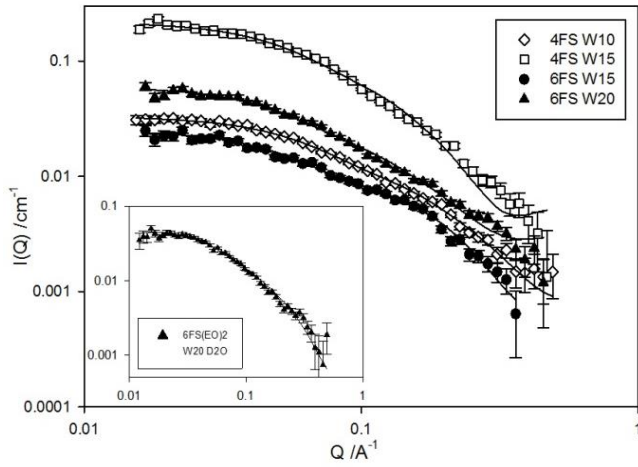 0.1
0.01
0.001
0.0001
I(Q) /cm⁻¹
4FS W10
4FS W15
6FS W15
6FS W20
0.1
0.01
0.001
6FS(EO)2
W20 D2O
0.01
0.1
1
0.01
0.1
1
Q /A⁻¹